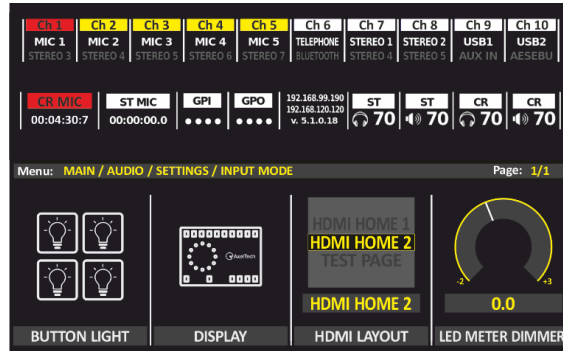 Ch 1 Ch 2 Ch 3 Ch 4 Ch 5 Ch 6 Ch 7 Ch 8 Ch 9 Ch 10
MIC 1 MIC 2 MIC 3 MIC 4 MIC 5 TELEPHONE STEREO 1 STEREO 2 USB1 USB2
STEREO 3 STEREO 4 STEREO 5 STEREO 6 STEREO 7 BLUETOOTH STEREO 4 STEREO 5 AUX IN AESEBU
CR MIC ST MIC GPI GPO 192.168.99.190 ST ST CR CR
192.168.120.120
00:04:30:7 00:00:00.0 v. 5.1.0.18 70 70 70 70
Menu: MAIN / AUDIO / SETTINGS / INPUT MODE Page: 1/1
HDMI HOME 1
HDMI HOME 2
TEST PAGE
AxelTech
-2 +3
HDMI HOME 2 0.0
BUTTON LIGHT DISPLAY HDMI LAYOUT LED METER DIMMER